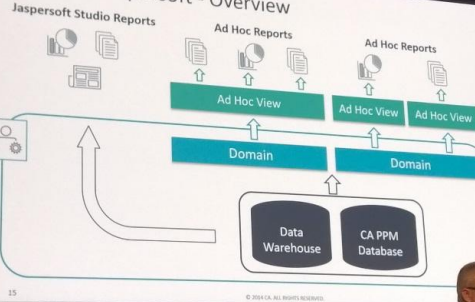 Overview
Jaspersoft Studio Reports
Ad Hoc Reports
Ad Hoc Reports
Ad Hoc View
Ad Hoc View
Ad Hoc View
Domain
Domain
Data
Warehouse
CA PPM
Database
15
© 2014 CA. ALL RIGHTS RESERVED.